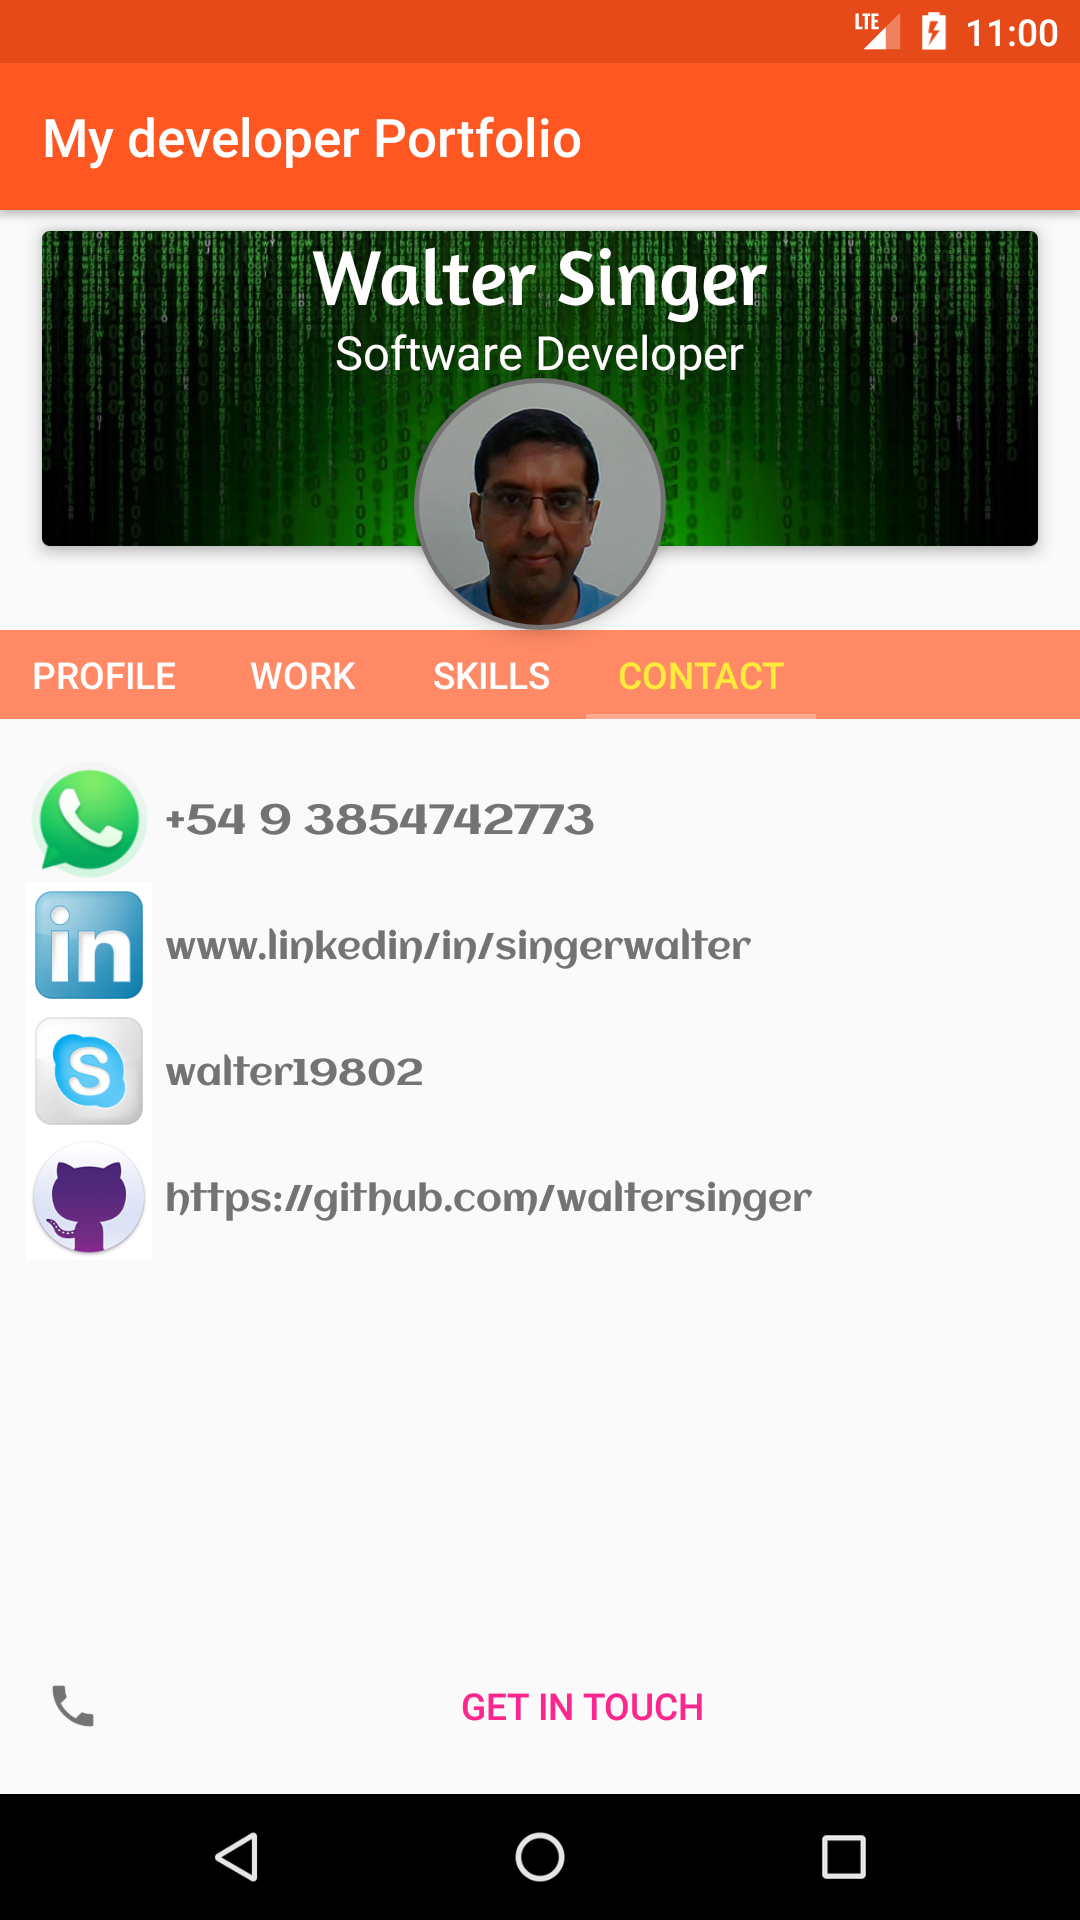 LTE 11:00
My developer Portfolio
Walter Singer
Software Developer
PROFILE WORK SKILLS CONTACT
+54 9 3854742773
in www.linkedin/in/singerwalter
S walter19802
https://github.com/waltersinger
GET IN TOUCH